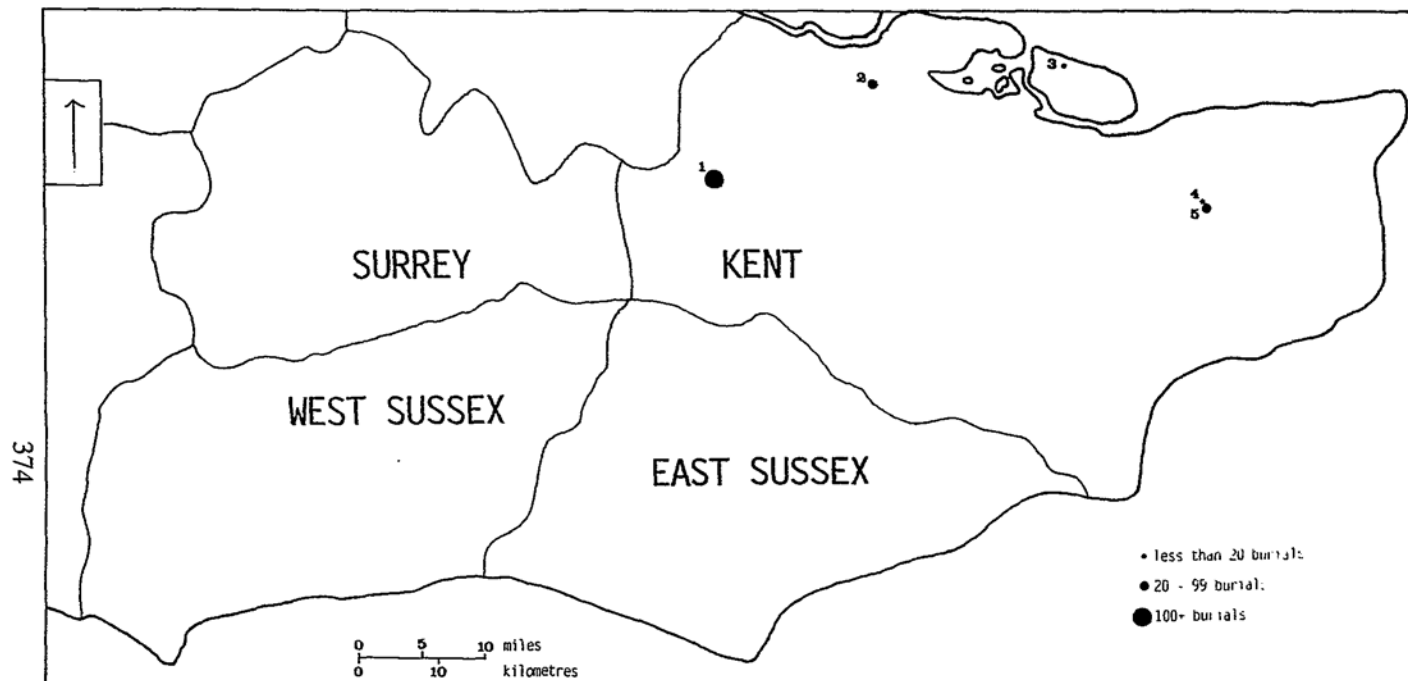 3
2
1
4
5
SURREY
KENT
WEST SUSSEX
EAST SUSSEX
374
less than 20 burials
20 - 99 burials
100+ burials
0 5 10 miles
0 10 kilometres